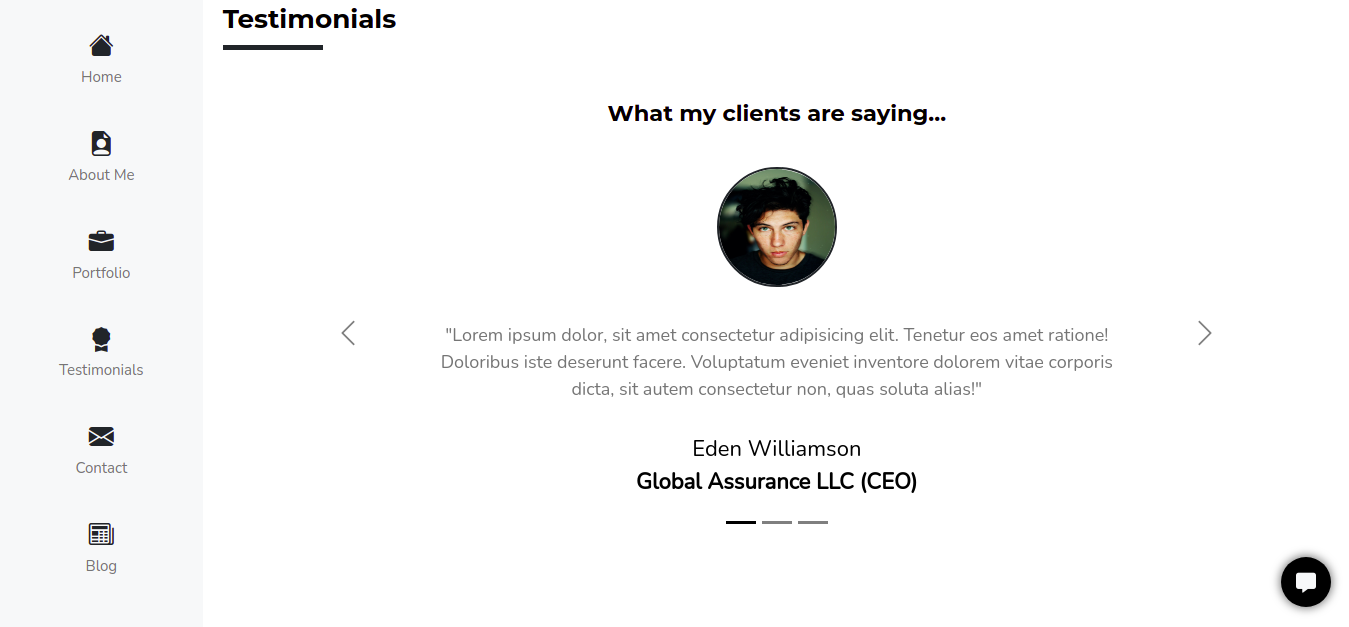 Testimonials
Home
About Me
Portfolio
Testimonials
Contact
Blog
What my clients are saying...
"Lorem ipsum dolor, sit amet consectetur adipisicing elit. Tenetur eos amet ratione!
Doloribus iste deserunt facere. Voluptatum eveniet inventore dolorem vitae corporis
dicta, sit autem consectetur non, quas soluta alias!"
Eden Williamson
Global Assurance LLC (CEO)